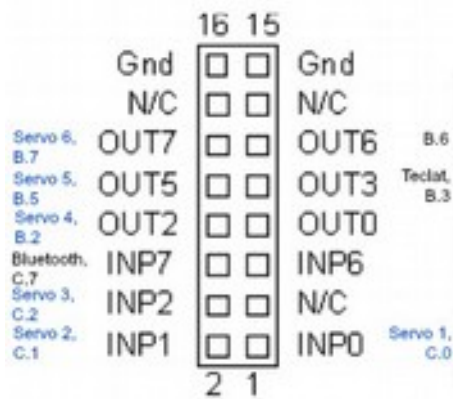 16 15
Gnd Gnd
N/C N/C
Servo 6, B.7 OUT7 OUT6 B.6
Servo 5, B.5 OUT5 OUT3 Teclat, B.3
Servo 4, B.2 OUT2 OUT0
Bluetooth, C.7 INP7 INP6
Servo 3, C.2 INP2 N/C
Servo 2, C.1 INP1 INP0 Servo 1, C.0
2 1